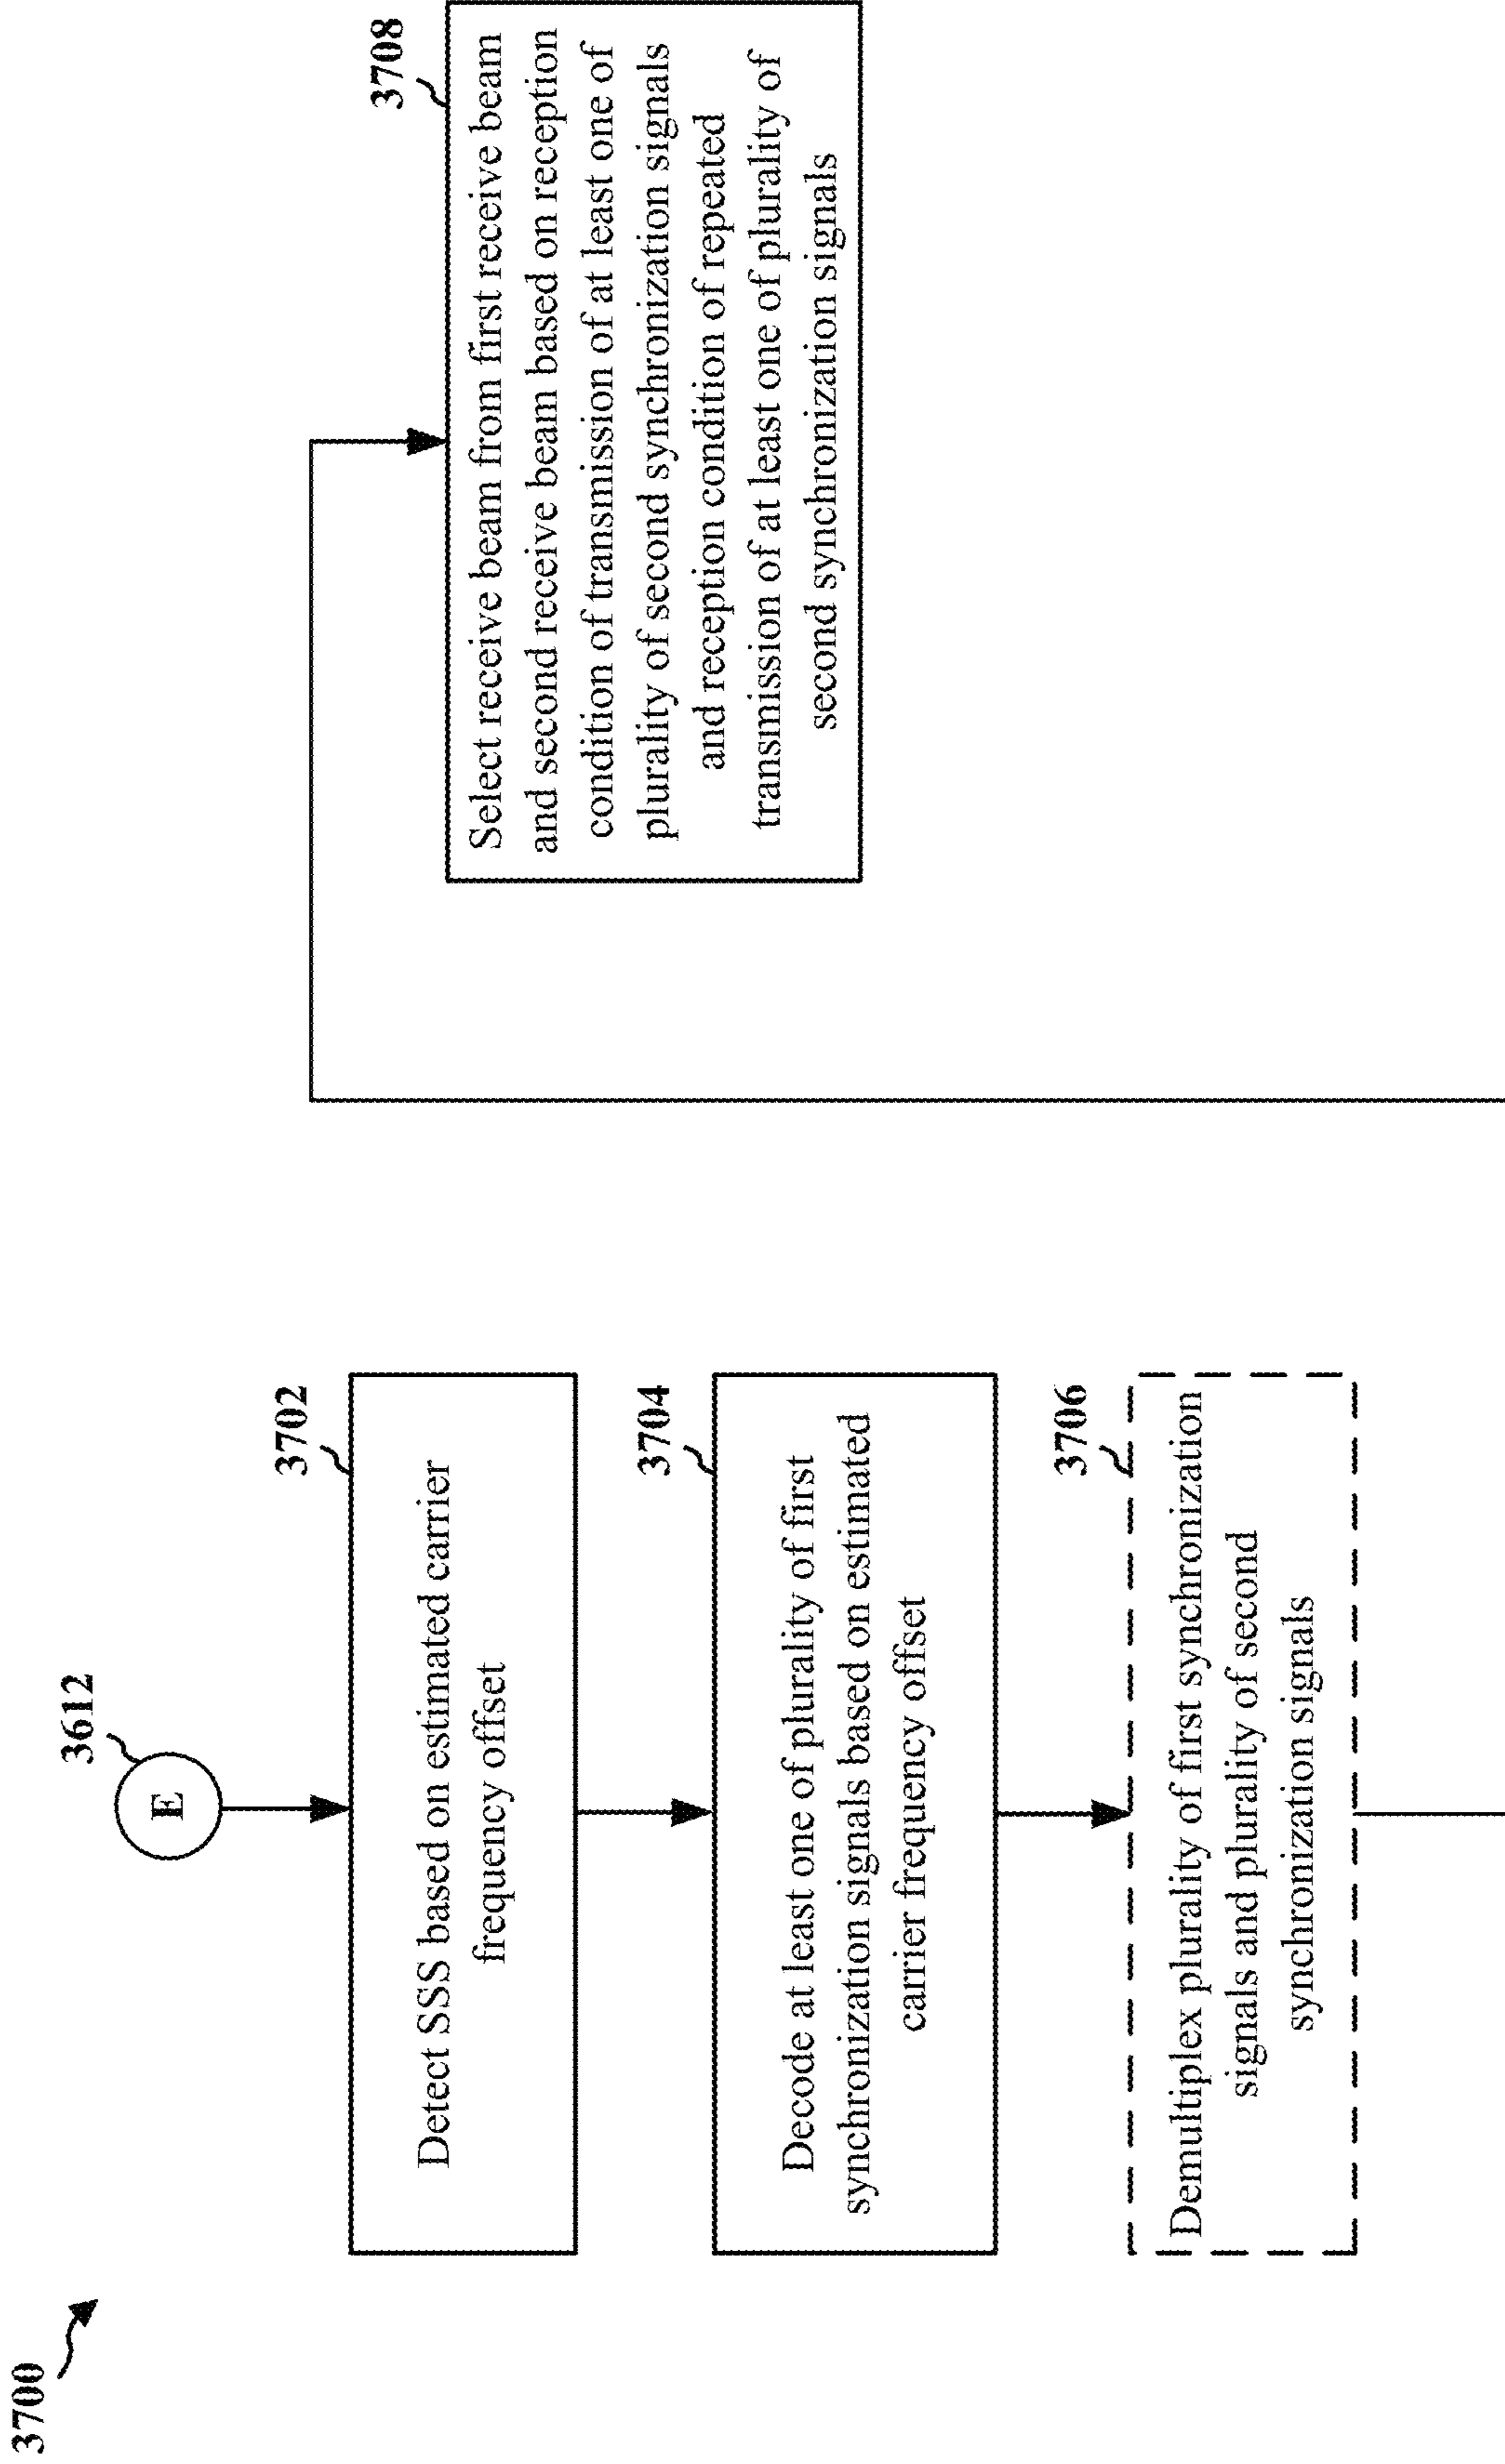 3700
3612
E
3702
Detect SSS based on estimated carrier
frequency offset
3704
Decode at least one of plurality of first
synchronization signals based on estimated
carrier frequency offset
3706
Demultiplex plurality of first synchronization
signals and plurality of second
synchronization signals
3708
Select receive beam from first receive beam
and second receive beam based on reception
condition of transmission of at least one of
plurality of second synchronization signals
and reception condition of repeated
transmission of at least one of plurality of
second synchronization signals